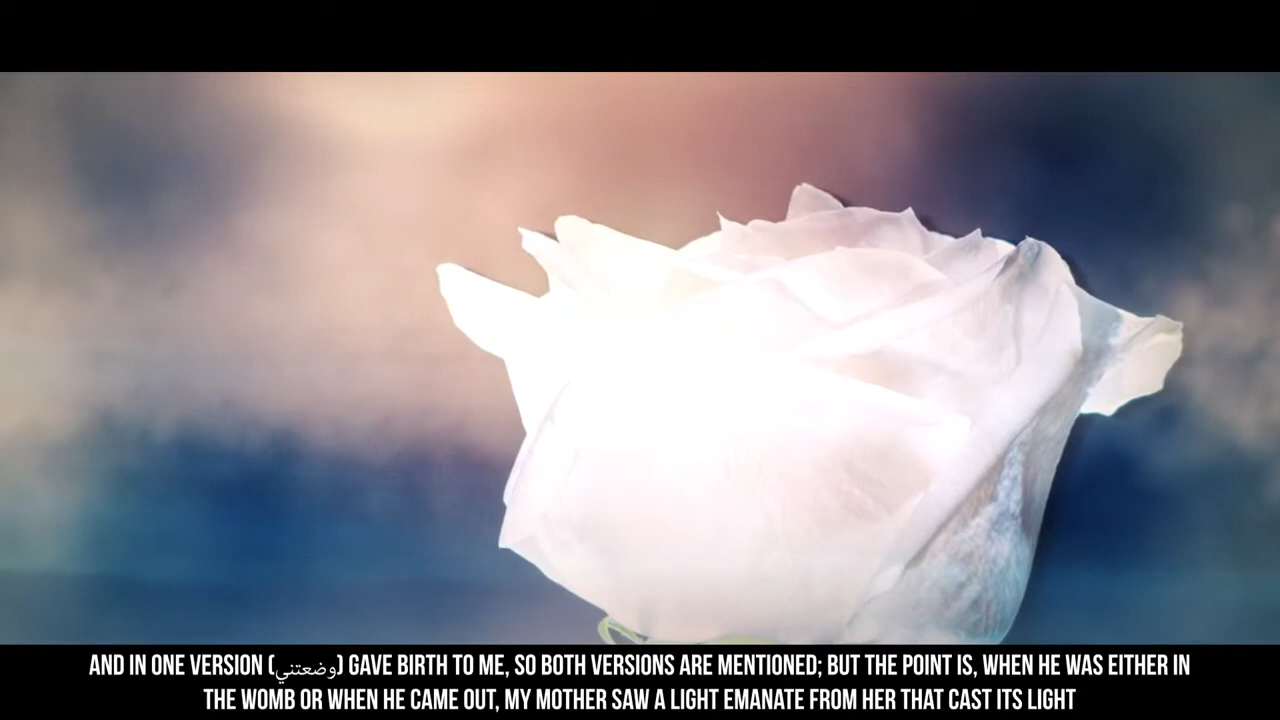 AND IN ONE VERSION (وضعتني) GAVE BIRTH TO ME, SO BOTH VERSIONS ARE MENTIONED; BUT THE POINT IS, WHEN HE WAS EITHER IN
THE WOMB OR WHEN HE CAME OUT, MY MOTHER SAW A LIGHT EMANATE FROM HER THAT CAST ITS LIGHT